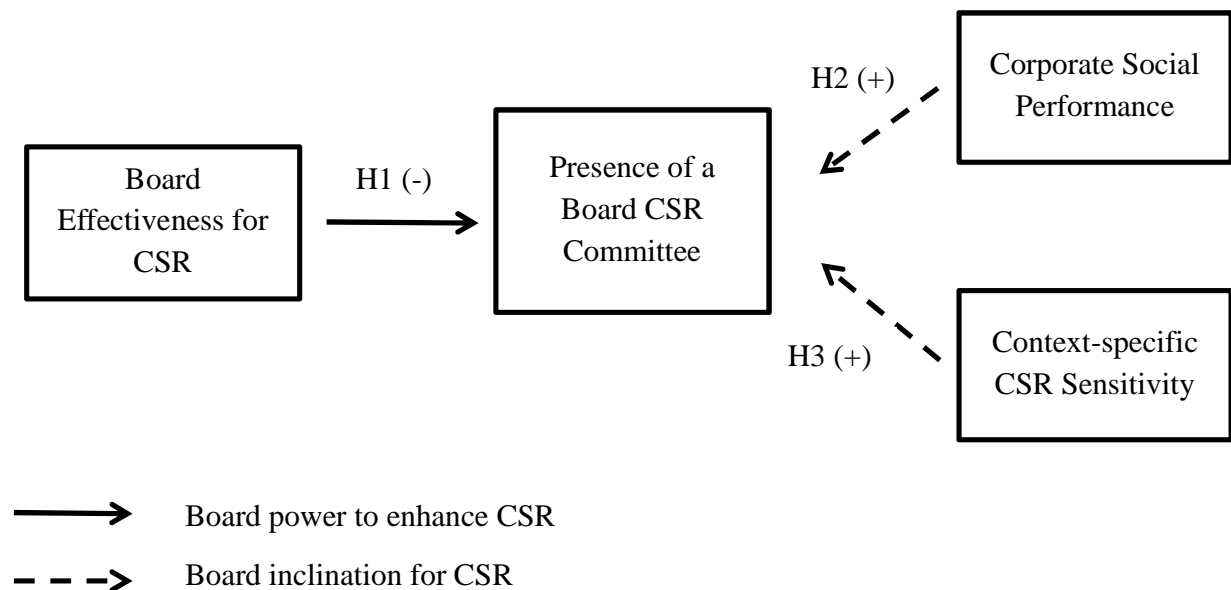 Board
Effectiveness for
CSR
H1 (-)
Presence of a
Board CSR
Committee
H2 (+)
Corporate Social
Performance
H3 (+)
Context-specific
CSR Sensitivity
Board power to enhance CSR
Board inclination for CSR